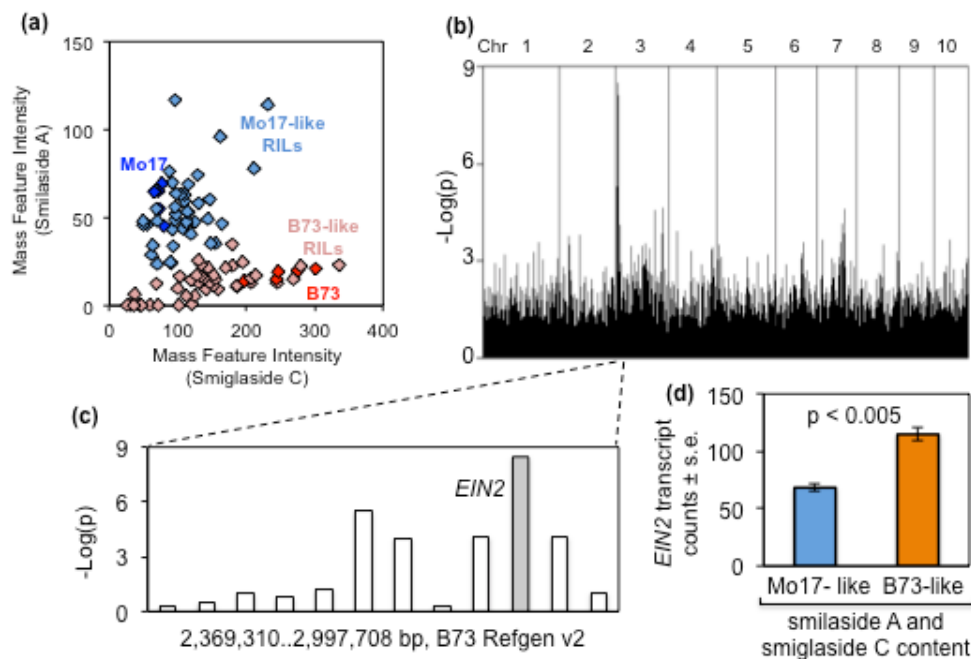 (a)
150
100
50
0
0 100 200 300 400
Mass Feature Intensity
(Smilaside A)
Mo17-like
RILs
Mo17
B73-like
RILs
B73
Mass Feature Intensity
(Smiglaside C)
(b)
Chr 1 2 3 4 5 6 7 8 9 10
9
6
3
0
-Log(p)
(c)
9
6
3
0
-Log(p)
EIN2
2,369,310..2,997,708 bp, B73 Refgen v2
(d)
150
100
50
0
EIN2 transcript
counts ± s.e.
p < 0.005
Mo17- like B73-like
smilaside A and
smiglaside C content